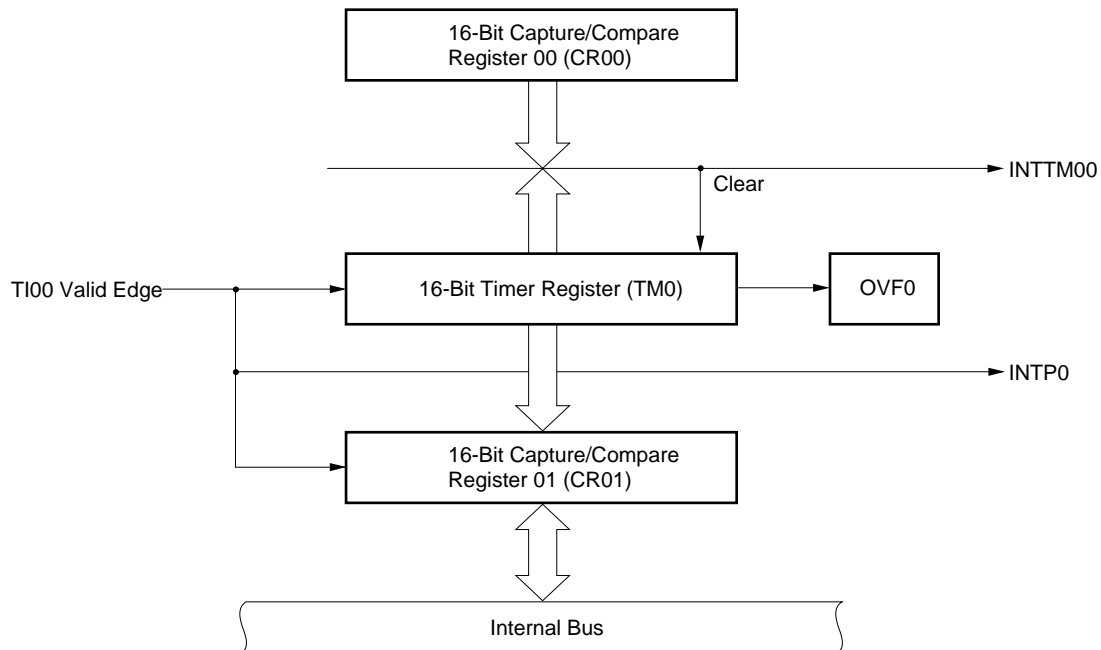 16-Bit Capture/Compare
Register 00 (CR00)
INTTM00
Clear
TI00 Valid Edge
16-Bit Timer Register (TM0)
OVF0
INTP0
16-Bit Capture/Compare
Register 01 (CR01)
Internal Bus